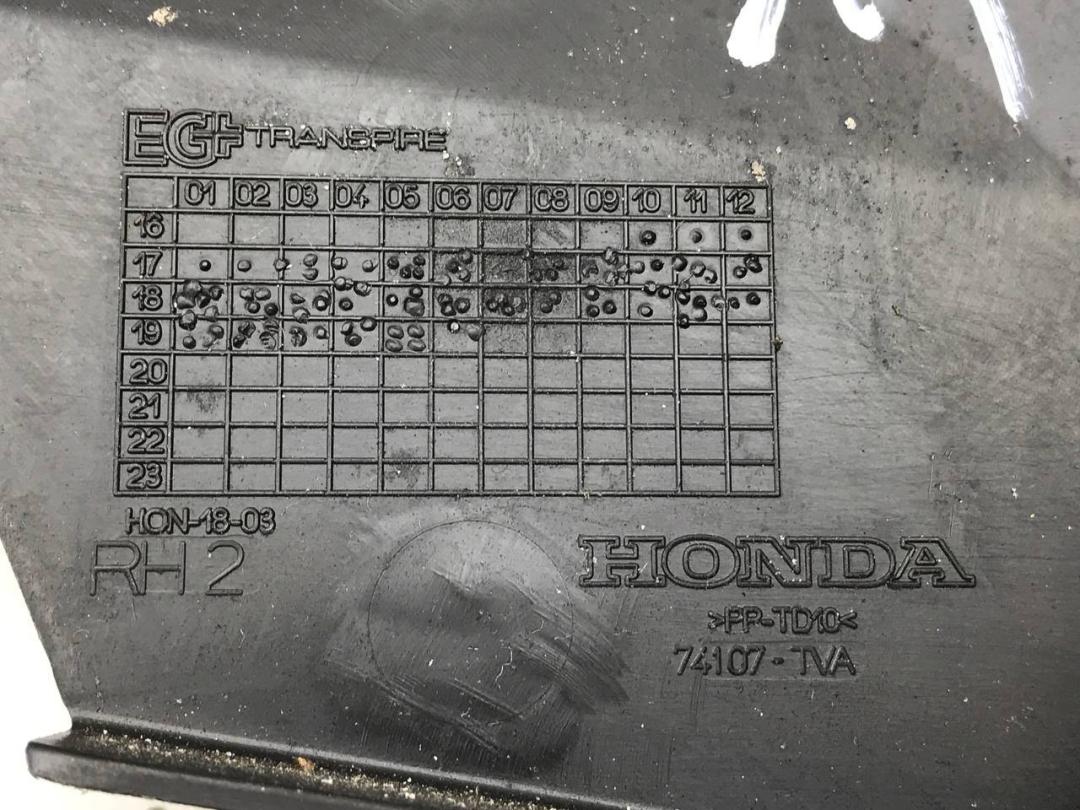 EG+ TRANSPIRE
01 02 03 04 05 06 07 08 09 10 11 12
16
17
18
19
20
21
22
23
HON-18-03
RH 2
HONDA
>PP-TD10<
74107-TVA